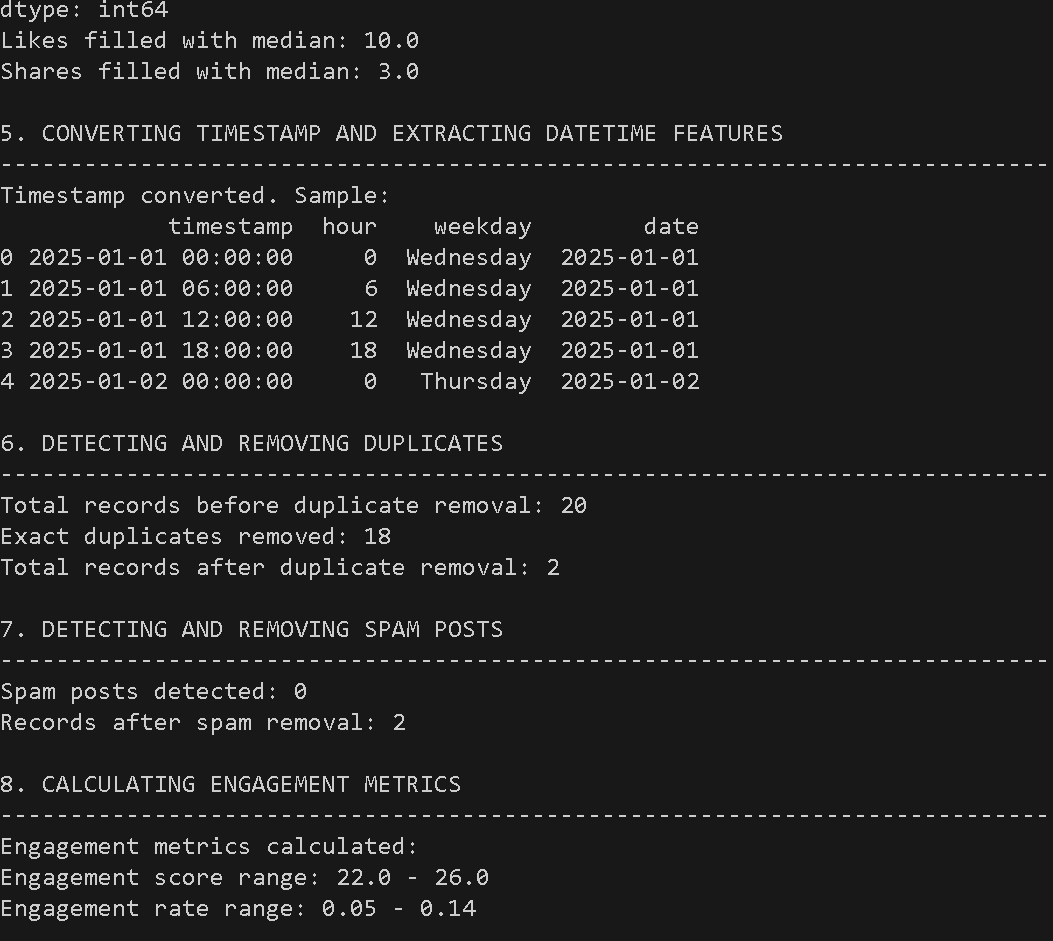 dtype: int64
Likes filled with median: 10.0
Shares filled with median: 3.0
5. CONVERTING TIMESTAMP AND EXTRACTING DATETIME FEATURES
---------------------------------------------------------------------------
Timestamp converted. Sample:
            timestamp  hour    weekday        date
0 2025-01-01 00:00:00     0  Wednesday  2025-01-01
1 2025-01-01 06:00:00     6  Wednesday  2025-01-01
2 2025-01-01 12:00:00    12  Wednesday  2025-01-01
3 2025-01-01 18:00:00    18  Wednesday  2025-01-01
4 2025-01-02 00:00:00     0   Thursday  2025-01-02
6. DETECTING AND REMOVING DUPLICATES
---------------------------------------------------------------------------
Total records before duplicate removal: 20
Exact duplicates removed: 18
Total records after duplicate removal: 2
7. DETECTING AND REMOVING SPAM POSTS
---------------------------------------------------------------------------
Spam posts detected: 0
Records after spam removal: 2
8. CALCULATING ENGAGEMENT METRICS
---------------------------------------------------------------------------
Engagement metrics calculated:
Engagement score range: 22.0 - 26.0
Engagement rate range: 0.05 - 0.14